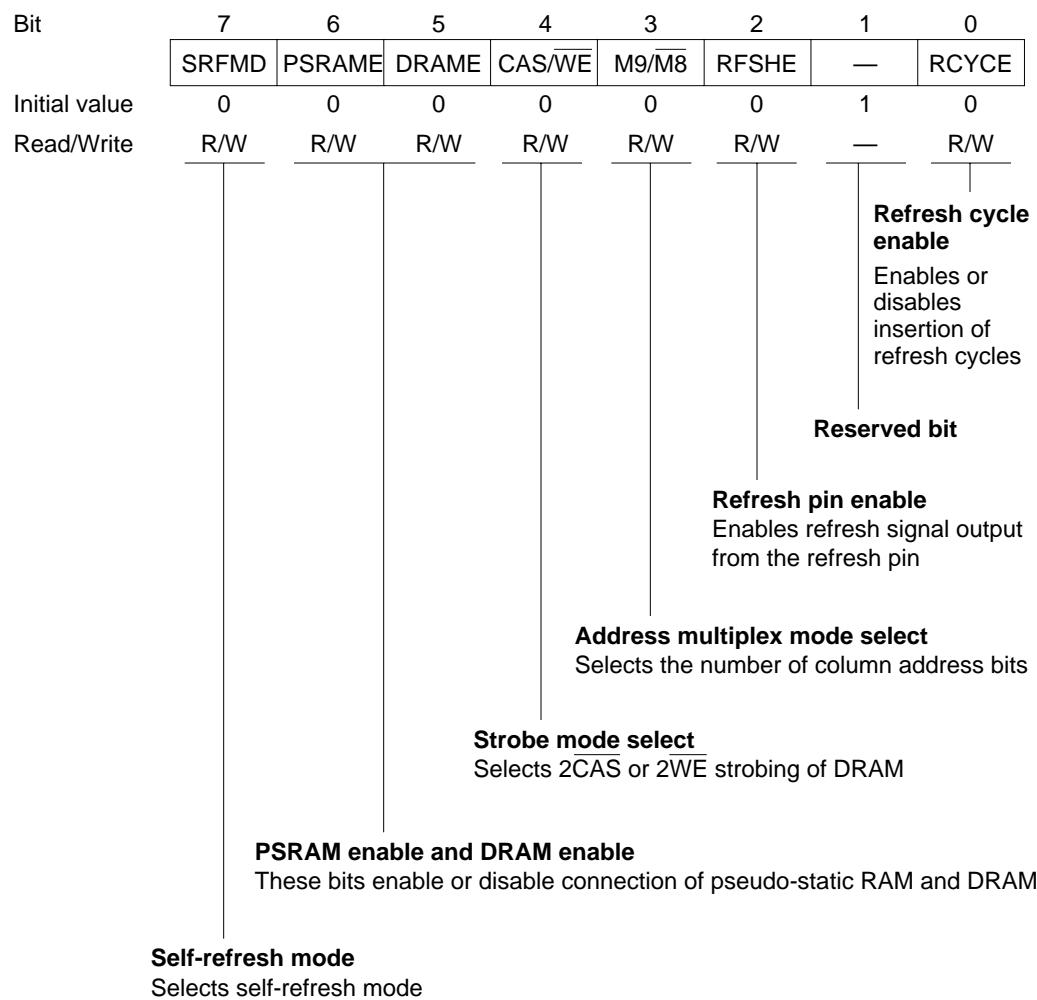 Bit 7 6 5 4 3 2 1 0
SRFMD PSRAME DRAME CAS/W̅E̅ M9/M̅8̅ RFSHE — RCYCE
Initial value 0 0 0 0 0 0 1 0
Read/Write R/W R/W R/W R/W R/W R/W — R/W
Refresh cycle
enable
Enables or
disables
insertion of
refresh cycles
Reserved bit
Refresh pin enable
Enables refresh signal output
from the refresh pin
Address multiplex mode select
Selects the number of column address bits
Strobe mode select
Selects 2C̅A̅S̅ or 2W̅E̅ strobing of DRAM
PSRAM enable and DRAM enable
These bits enable or disable connection of pseudo-static RAM and DRAM
Self-refresh mode
Selects self-refresh mode